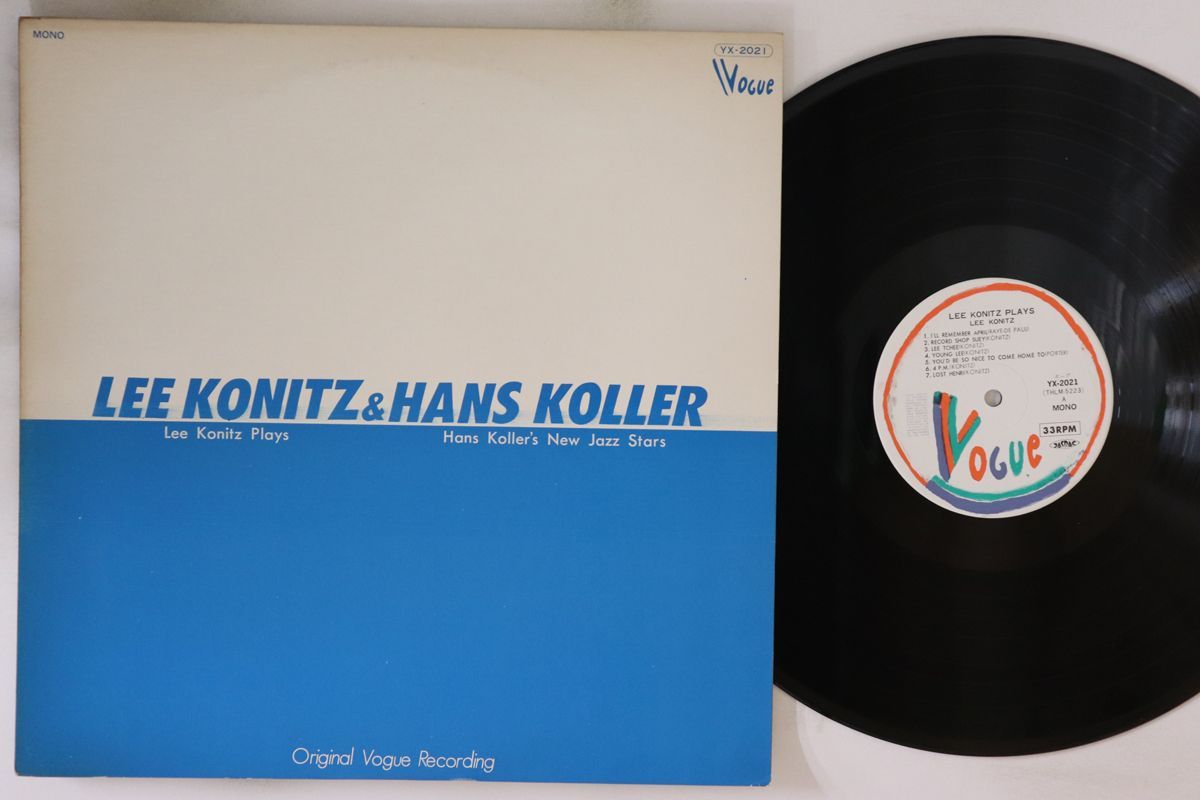 MONO
YX-2021
VOGUE
LEE KONITZ & HANS KOLLER
Lee Konitz Plays Hans Koller's New Jazz Stars
Original Vogue Recording
LEE KONITZ PLAYS
LEE KONITZ
1. I'LL REMEMBER APRIL(RAYE-DE PAUL)
2. RECORD SHOP SUEY(KONITZ)
3. LEE TCHEE(KONITZ)
4. YOUNG LEE(KONITZ)
5. YOU'D BE SO NICE TO COME HOME TO(PORTER)
6. 4 P.M.(KONITZ)
7. LOST HENRI(KONITZ)
YX-2021
(THLM-5223)
A
MONO
33RPM
VOGUE